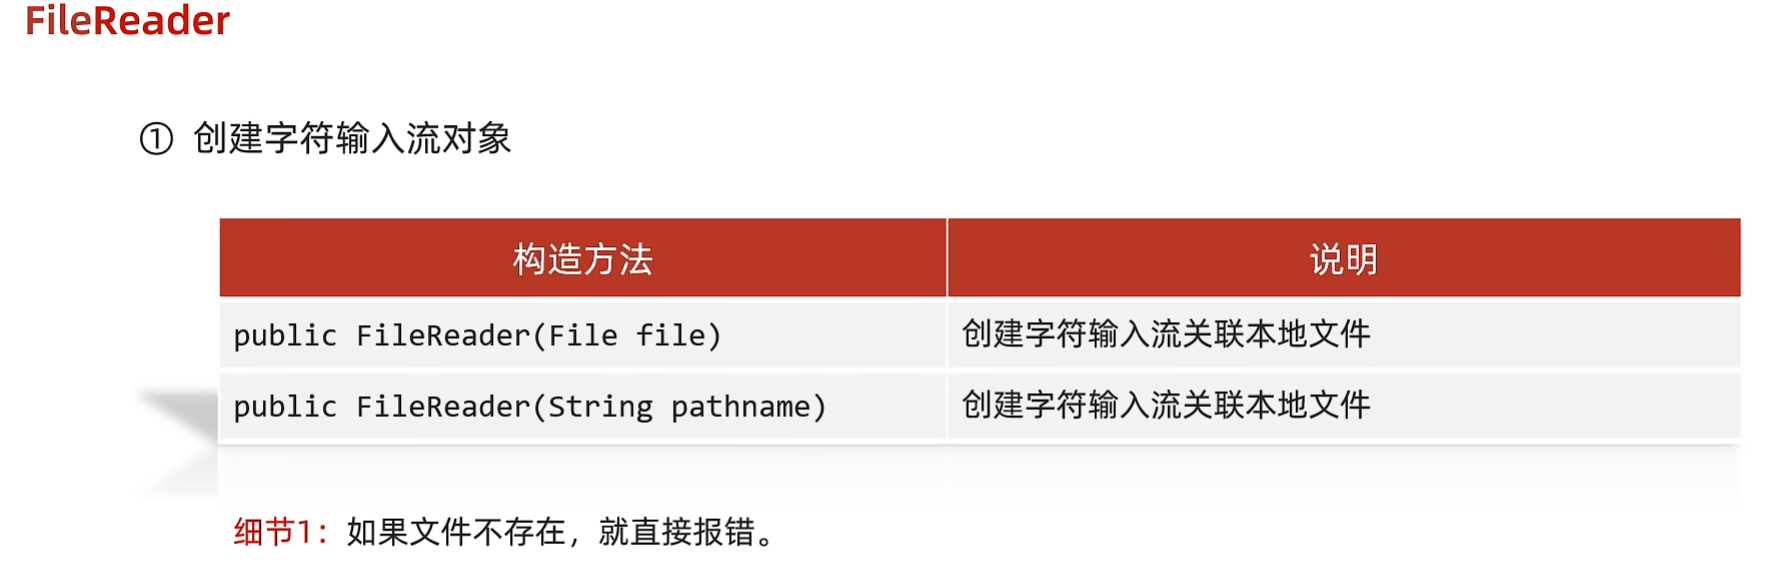 FileReader
① 创建字符输入流对象
构造方法 说明
public FileReader(File file) 创建字符输入流关联本地文件
public FileReader(String pathname) 创建字符输入流关联本地文件
细节1：如果文件不存在，就直接报错。